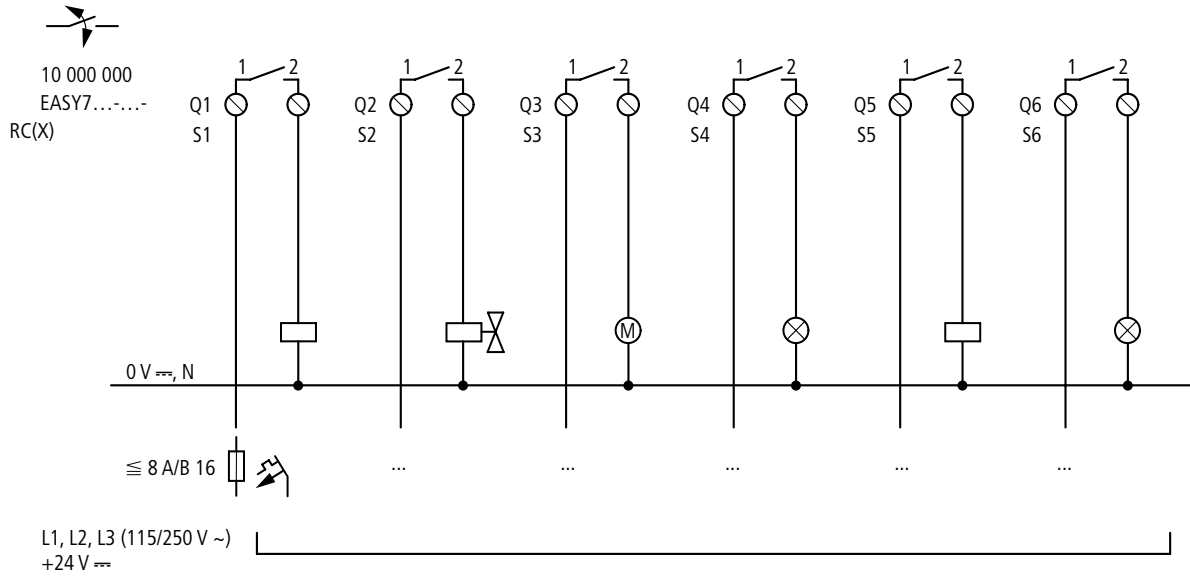 10 000 000
EASY7...-...-
RC(X)
1 2 1 2 1 2 1 2 1 2 1 2
Q1 Q2 Q3 Q4 Q5 Q6
S1 S2 S3 S4 S5 S6
M
0 V ⎓, N
≦ 8 A/B 16 ... ... ... ... ...
L1, L2, L3 (115/250 V ~)
+24 V ⎓